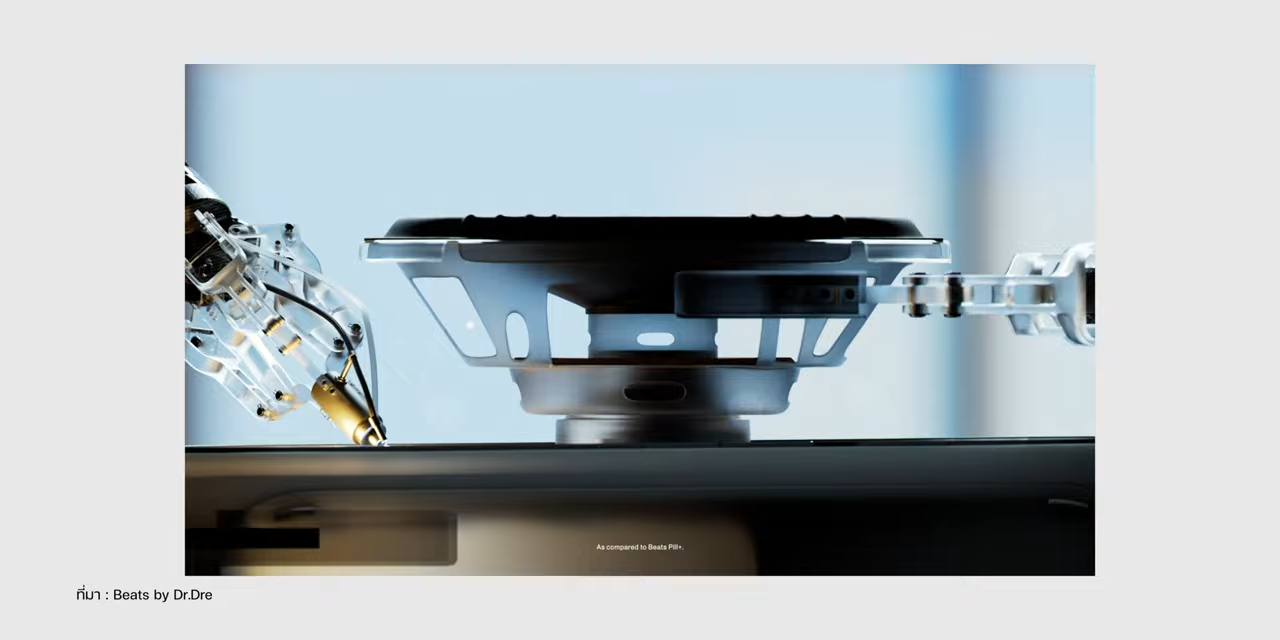 As compared to Beats Pill+.
ที่มา : Beats by Dr.Dre